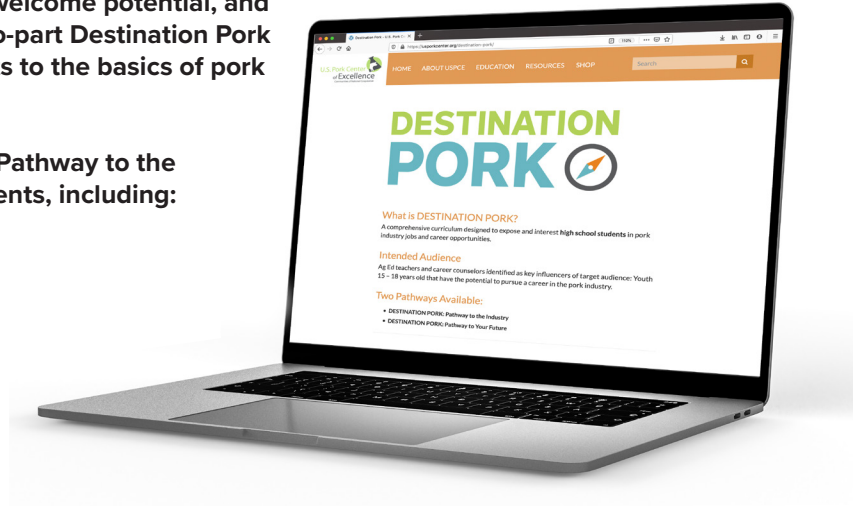 welcome potential, and
o-part Destination Pork
s to the basics of pork
Pathway to the
ents, including:
Destination Pork - U.S. Pork
https://usporkcenter.org/destination-pork/
110%
U.S. Pork Center
of Excellence
HOME ABOUT USPCE EDUCATION RESOURCES SHOP
Search
DESTINATION
PORK
What is DESTINATION PORK?
A comprehensive curriculum designed to expose and interest high school students in pork
industry jobs and career opportunities.
Intended Audience
Ag Ed teachers and career counselors identified as key influencers of target audience: Youth
15 – 18 years old that have the potential to pursue a career in the pork industry.
Two Pathways Available:
• DESTINATION PORK: Pathway to the Industry
• DESTINATION PORK: Pathway to Your Future